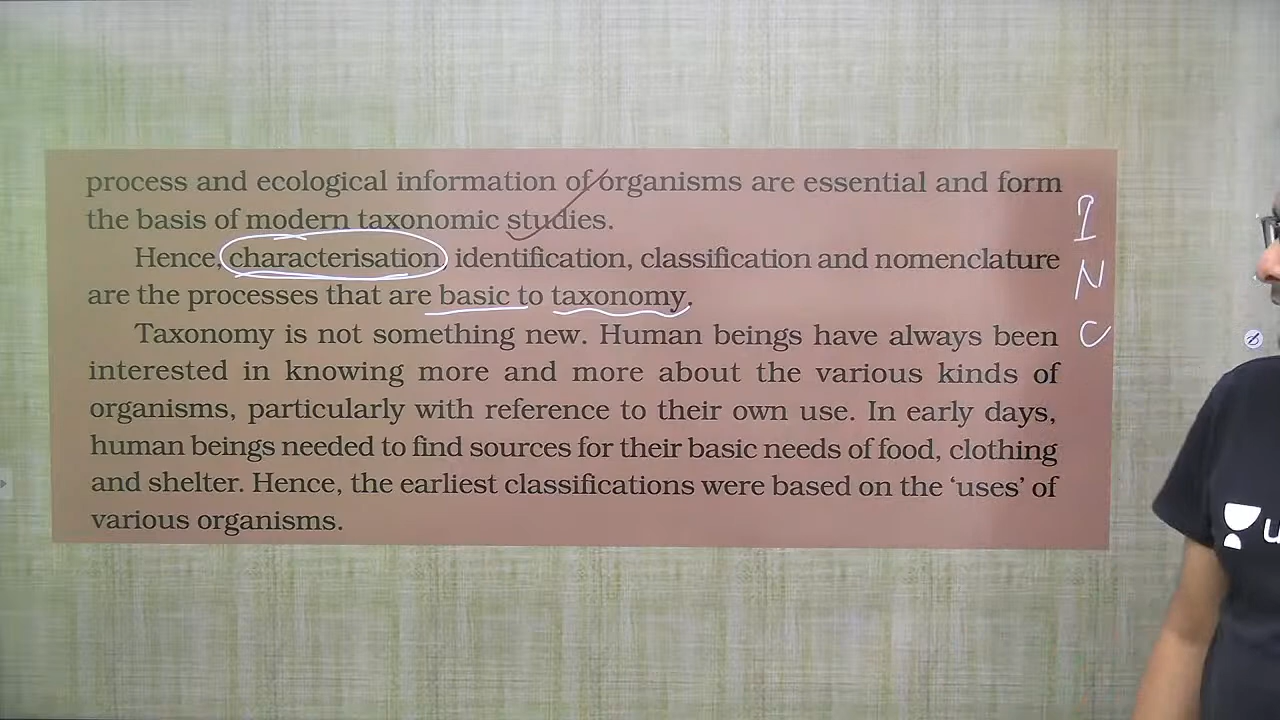 process and ecological information of organisms are essential and form
the basis of modern taxonomic studies.
Hence, characterisation, identification, classification and nomenclature
are the processes that are basic to taxonomy.
Taxonomy is not something new. Human beings have always been
interested in knowing more and more about the various kinds of
organisms, particularly with reference to their own use. In early days,
human beings needed to find sources for their basic needs of food, clothing
and shelter. Hence, the earliest classifications were based on the ‘uses’ of
various organisms.
I
N
C
u